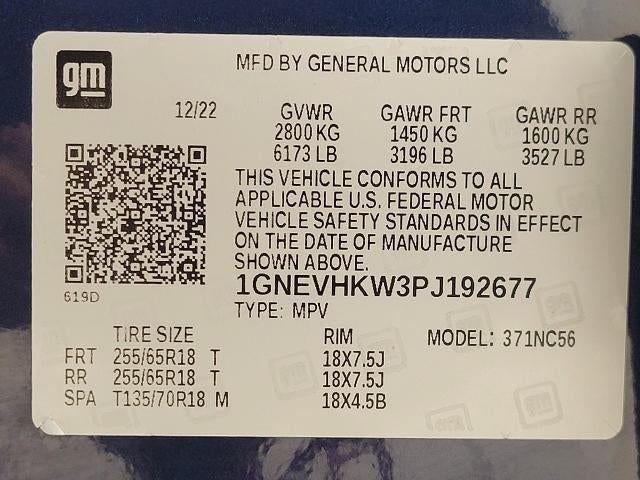 gm
MFD BY GENERAL MOTORS LLC
12/22 GVWR GAWR FRT GAWR RR
2800 KG 1450 KG 1600 KG
6173 LB 3196 LB 3527 LB
THIS VEHICLE CONFORMS TO ALL
APPLICABLE U.S. FEDERAL MOTOR
VEHICLE SAFETY STANDARDS IN EFFECT
ON THE DATE OF MANUFACTURE
SHOWN ABOVE.
619D
1GNEVHKW3PJ192677
TYPE: MPV
TIRE SIZE RIM MODEL: 371NC56
FRT 255/65R18 T 18X7.5J
RR 255/65R18 T 18X7.5J
SPA T135/70R18 M 18X4.5B